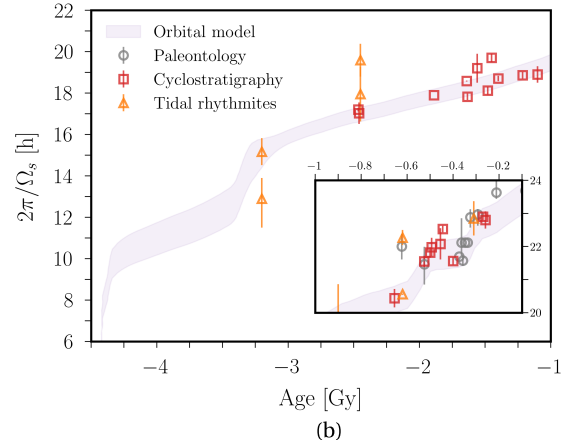 22
20
18
16
14
12
10
8
6
2π/Ωₛ [h]
Orbital model
Paleontology
Cyclostratigraphy
Tidal rhythmites
−1 −0.8 −0.6 −0.4 −0.2
24
22
20
−4 −3 −2 −1
Age [Gy]
(b)